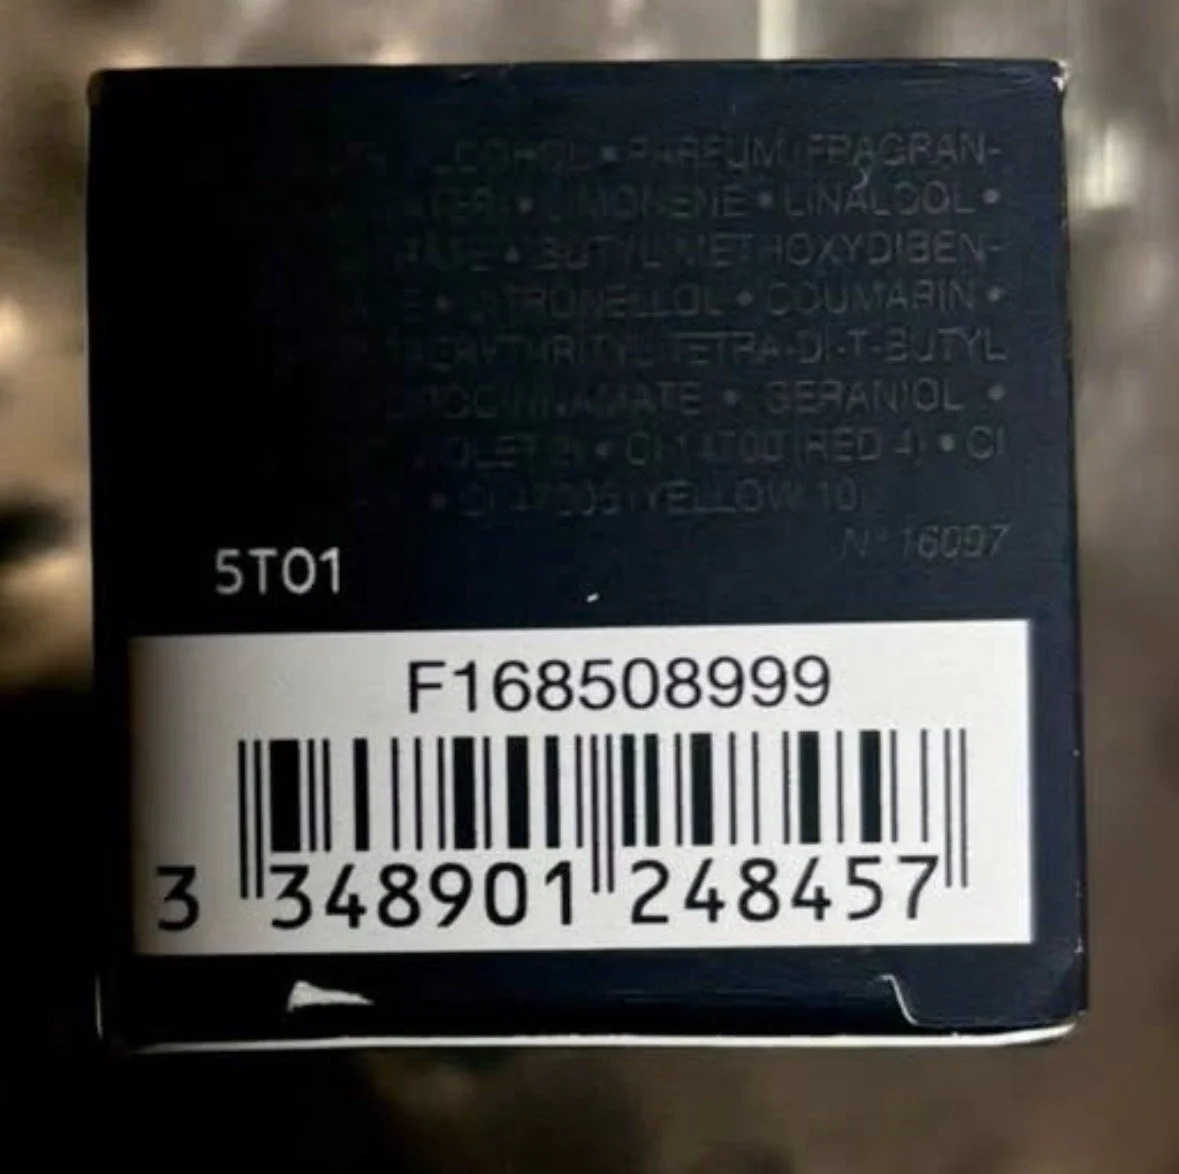 PARFUM (FRAGRAN-
• LIMONENE • LINALOOL •
• BUTYL METHOXYDIBEN-
• CITRONELLOL • COUMARIN •
TETRA-DI-T-BUTYL
• GERANIOL •
• CI 14700 (RED 4) • CI
• CI 47005 (YELLOW 10)
N° 16097
5T01
F168508999
3 348901 248457